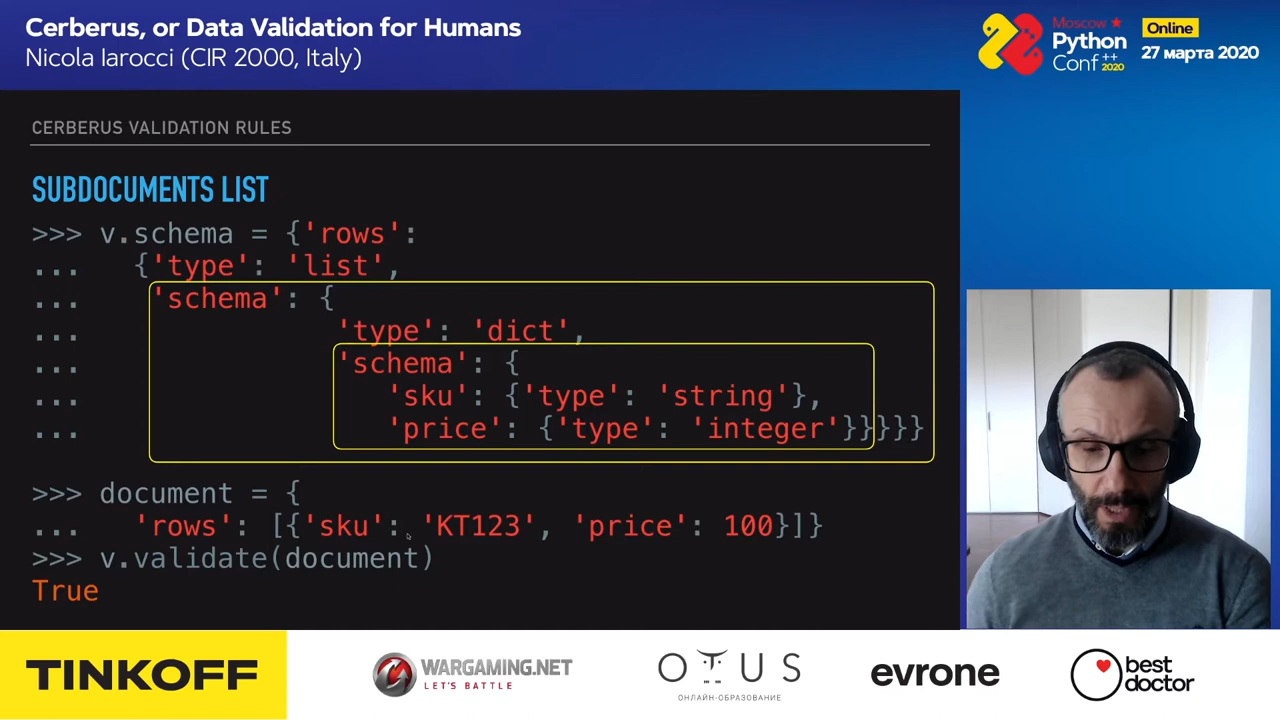 Cerberus, or Data Validation for Humans
Nicola Iarocci (CIR 2000, Italy)
Moscow
Python
Conf ++
2020
Online
27 марта 2020
CERBERUS VALIDATION RULES
SUBDOCUMENTS LIST
>>> v.schema = {'rows':
... {'type': 'list',
... 'schema': {
... 'type': 'dict',
... 'schema': {
... 'sku': {'type': 'string'},
... 'price': {'type': 'integer'}}}}}
>>> document = {
... 'rows': [{'sku': 'KT123', 'price': 100}]}
>>> v.validate(document)
True
TINKOFF
WARGAMING.NET
LET'S BATTLE
OTUS
ОНЛАЙН-ОБРАЗОВАНИЕ
evrone
best
doctor